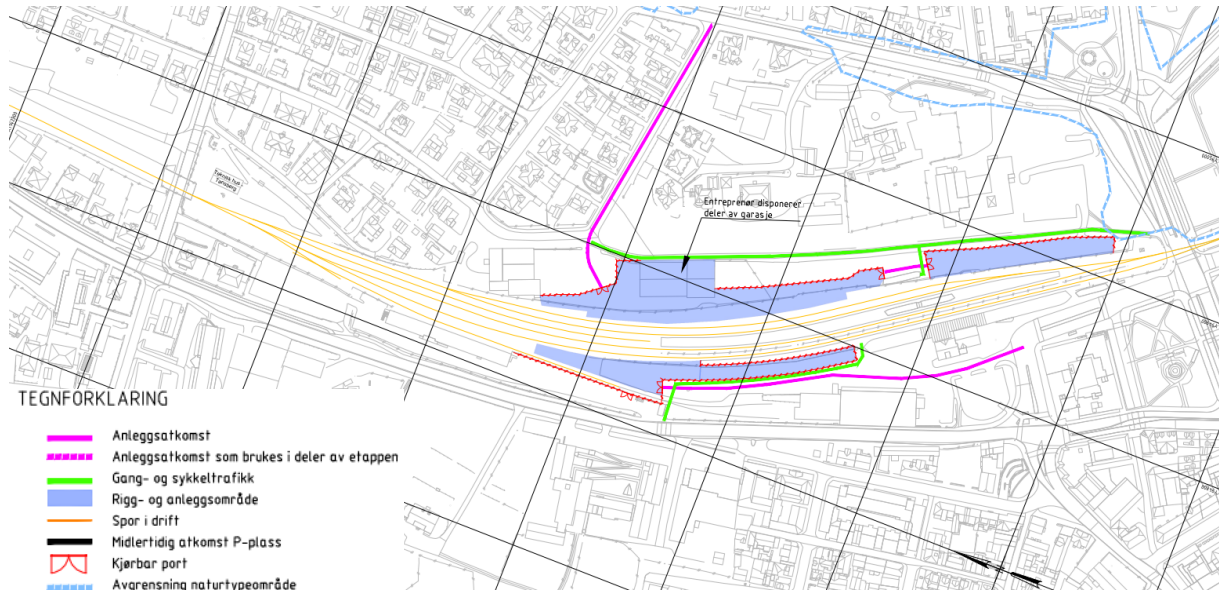 Entreprenør disponerer
deler av garasje
TEGNFORKLARING
Anleggsatkomst
Anleggsatkomst som brukes i deler av etappen
Gang- og sykkeltrafikk
Rigg- og anleggsområde
Spor i drift
Midlertidig atkomst P-plass
Kjørbar port
Avgrensning naturtypeområde